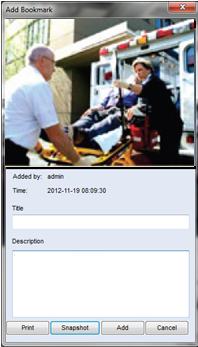 Add Bookmark
Added by: admin
Time: 2012-11-19 08:09:30
Title
Description
Print Snapshot Add Cancel